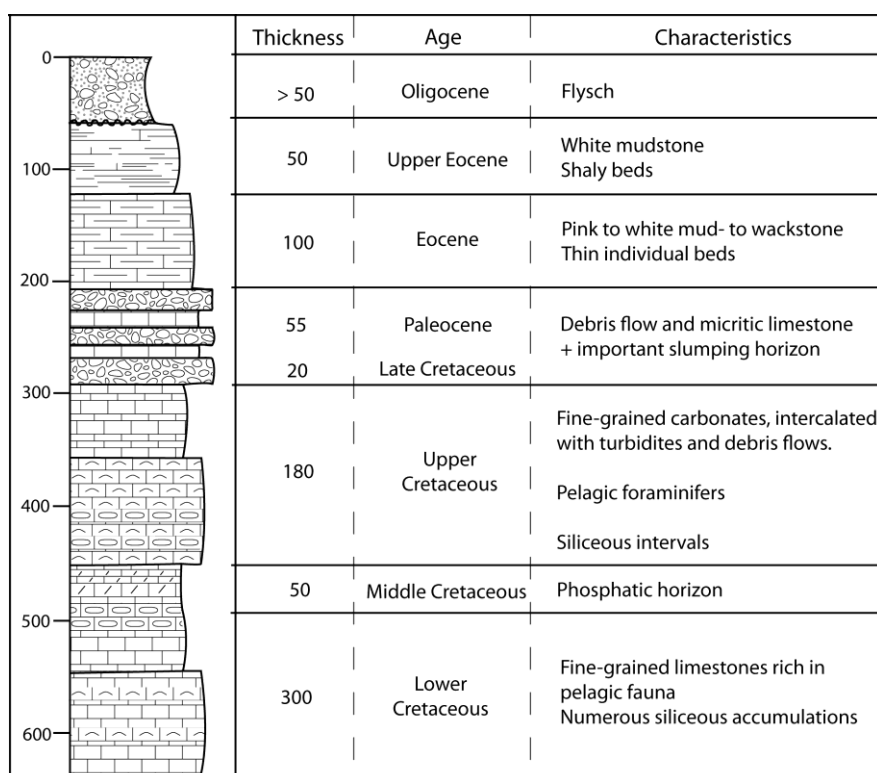 Thickness Age Characteristics
0
> 50 Oligocene Flysch
100
50 Upper Eocene White mudstone
Shaly beds
100 Eocene Pink to white mud- to wackstone
Thin individual beds
200
55 Paleocene Debris flow and micritic limestone
+ important slumping horizon
20 Late Cretaceous
300
180 Upper
Cretaceous
Fine-grained carbonates, intercalated
with turbidites and debris flows.
Pelagic foraminifers
Siliceous intervals
400
50 Middle Cretaceous Phosphatic horizon
500
300 Lower
Cretaceous
Fine-grained limestones rich in
pelagic fauna
Numerous siliceous accumulations
600